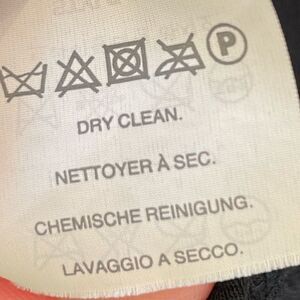 P
DRY CLEAN.
NETTOYER À SEC.
CHEMISCHE REINIGUNG.
LAVAGGIO A SECCO.